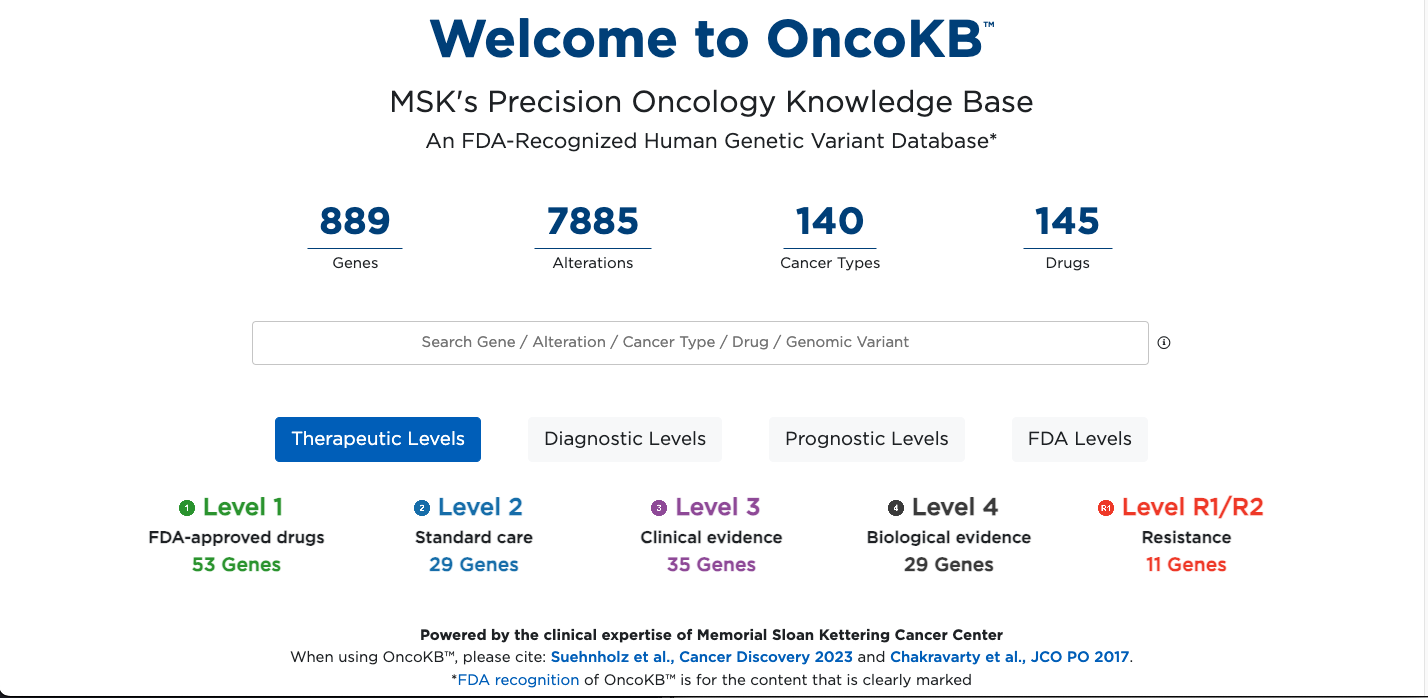 Welcome to OncoKB™
MSK's Precision Oncology Knowledge Base
An FDA-Recognized Human Genetic Variant Database*
889 7885 140 145
Genes Alterations Cancer Types Drugs
Search Gene / Alteration / Cancer Type / Drug / Genomic Variant
Therapeutic Levels Diagnostic Levels Prognostic Levels FDA Levels
1 Level 1 2 Level 2 3 Level 3 4 Level 4 R1 Level R1/R2
FDA-approved drugs Standard care Clinical evidence Biological evidence Resistance
53 Genes 29 Genes 35 Genes 29 Genes 11 Genes
Powered by the clinical expertise of Memorial Sloan Kettering Cancer Center
When using OncoKB™, please cite: Suehnholz et al., Cancer Discovery 2023 and Chakravarty et al., JCO PO 2017.
*FDA recognition of OncoKB™ is for the content that is clearly marked